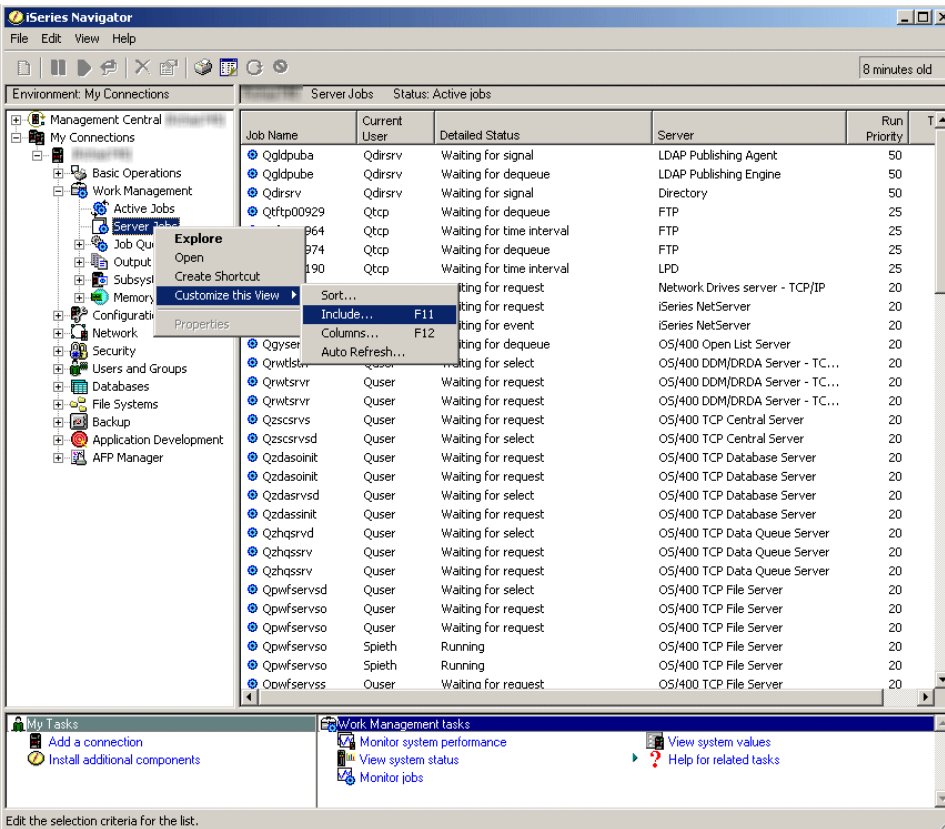 iSeries Navigator
File Edit View Help
8 minutes old
Environment: My Connections
Server Jobs Status: Active jobs
Management Central
My Connections
Basic Operations
Work Management
Active Jobs
Server Jobs
Job Qu
Output
Subsys
Memory
Configurati
Network
Security
Users and Groups
Databases
File Systems
Backup
Application Development
AFP Manager
Explore
Open
Create Shortcut
Customize this View
Properties
Sort...
Include... F11
Columns... F12
Auto Refresh...
Job Name Current User Detailed Status Server Run Priority T
Qgldpuba Qdirsrv Waiting for signal LDAP Publishing Agent 50
Qgldpube Qdirsrv Waiting for dequeue LDAP Publishing Engine 50
Qdirsrv Qdirsrv Waiting for signal Directory 50
Qtftp00929 Qtcp Waiting for dequeue FTP 25
964 Qtcp Waiting for time interval FTP 25
974 Qtcp Waiting for dequeue FTP 25
190 Qtcp Waiting for time interval LPD 25
iting for request Network Drives server - TCP/IP 20
iting for request iSeries NetServer 20
iting for event iSeries NetServer 20
Qgyser iting for request OS/400 Open List Server 20
Qrwtlstn Quser Waiting for select OS/400 DDM/DRDA Server - TC... 20
Qrwtsrvr Quser Waiting for request OS/400 DDM/DRDA Server - TC... 20
Qrwtsrvr Quser Waiting for request OS/400 DDM/DRDA Server - TC... 20
Qzscsrvs Quser Waiting for request OS/400 TCP Central Server 20
Qzscsrvsd Quser Waiting for select OS/400 TCP Central Server 20
Qzdasoinit Quser Waiting for request OS/400 TCP Database Server 20
Qzdasoinit Quser Waiting for request OS/400 TCP Database Server 20
Qzdasrvsd Quser Waiting for select OS/400 TCP Database Server 20
Qzdassinit Quser Waiting for request OS/400 TCP Database Server 20
Qzhqsrvd Quser Waiting for select OS/400 TCP Data Queue Server 20
Qzhqssrv Quser Waiting for request OS/400 TCP Data Queue Server 20
Qzhqssrv Quser Waiting for request OS/400 TCP Data Queue Server 20
Qpwfservsd Quser Waiting for select OS/400 TCP File Server 20
Qpwfservso Quser Waiting for request OS/400 TCP File Server 20
Qpwfservso Quser Waiting for request OS/400 TCP File Server 20
Qpwfservso Spieth Running OS/400 TCP File Server 20
Qpwfservso Spieth Running OS/400 TCP File Server 20
Qpwfservss Quser Waiting for request OS/400 TCP File Server 20
My Tasks
Add a connection
Install additional components
Work Management tasks
Monitor system performance
View system status
Monitor jobs
View system values
Help for related tasks
Edit the selection criteria for the list.